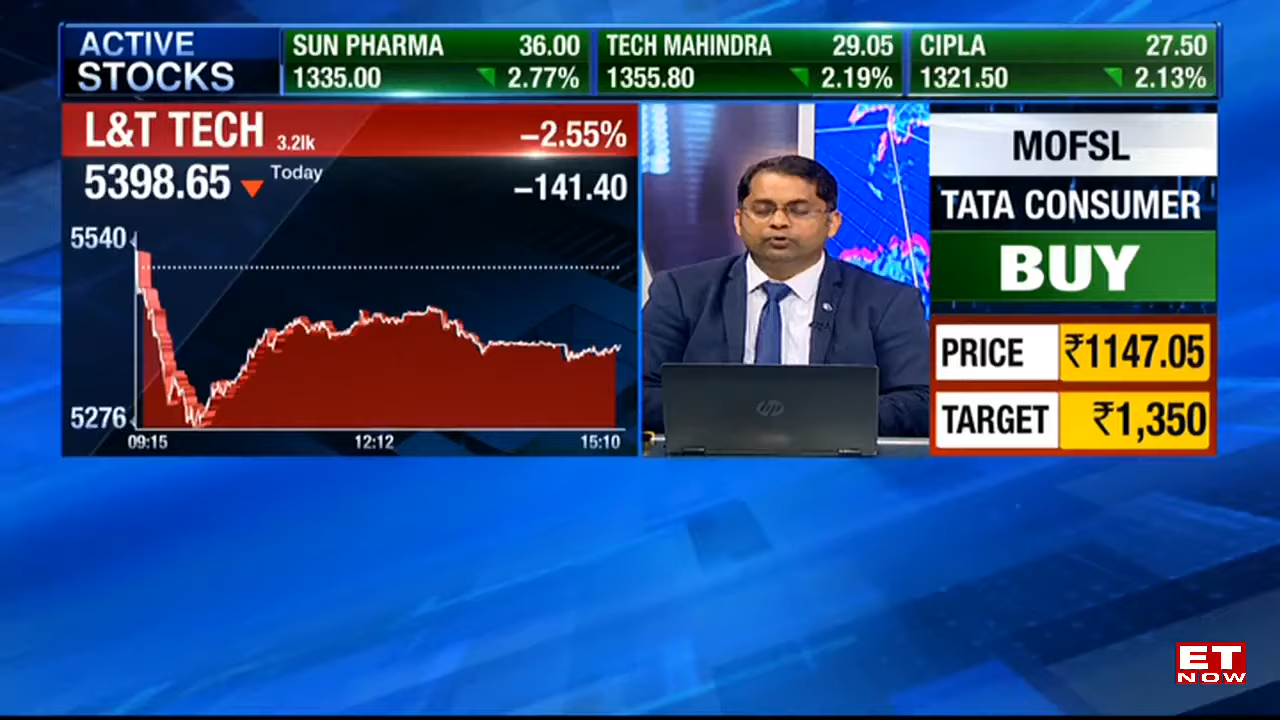 ACTIVE
STOCKS
SUN PHARMA 36.00
1335.00 2.77%
TECH MAHINDRA 29.05
1355.80 2.19%
CIPLA 27.50
1321.50 2.13%
L&T TECH 3.2lk –2.55%
5398.65 Today –141.40
5540
5276
09:15 12:12 15:10
hp
MOFSL
TATA CONSUMER
BUY
PRICE ₹1147.05
TARGET ₹1,350
ET
NOW